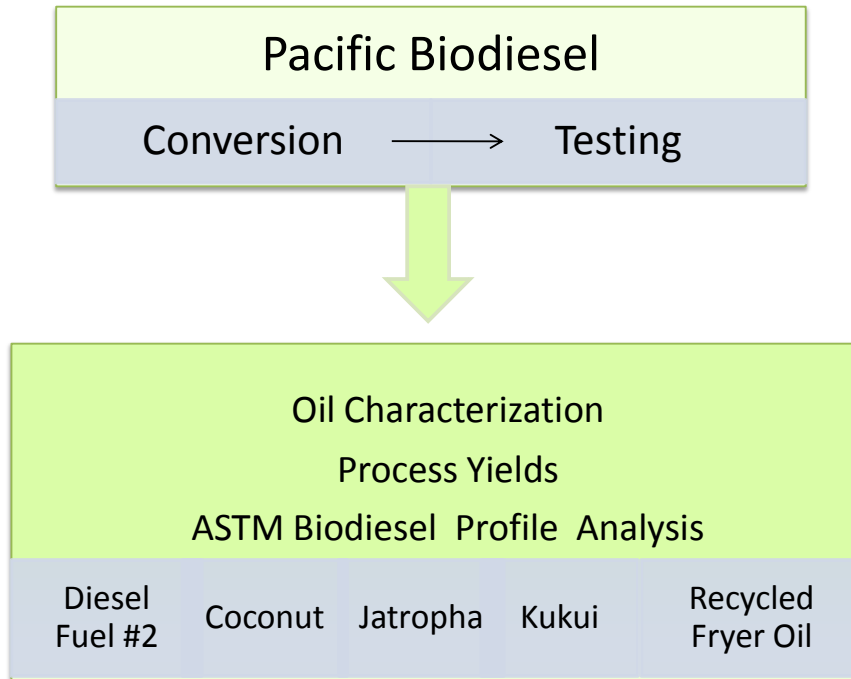 Pacific Biodiesel
Conversion Testing
Oil Characterization
Process Yields
ASTM Biodiesel Profile Analysis
Diesel
Fuel #2
Coconut
Jatropha
Kukui
Recycled
Fryer Oil